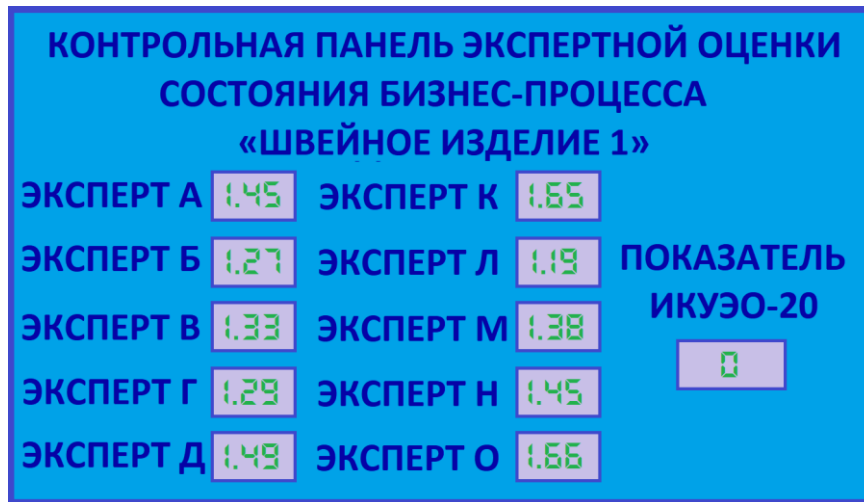 КОНТРОЛЬНАЯ ПАНЕЛЬ ЭКСПЕРТНОЙ ОЦЕНКИ
СОСТОЯНИЯ БИЗНЕС-ПРОЦЕССА
«ШВЕЙНОЕ ИЗДЕЛИЕ 1»
ЭКСПЕРТ А 1.45
ЭКСПЕРТ Б 1.27
ЭКСПЕРТ В 1.33
ЭКСПЕРТ Г 1.29
ЭКСПЕРТ Д 1.49
ЭКСПЕРТ К 1.65
ЭКСПЕРТ Л 1.19
ЭКСПЕРТ М 1.38
ЭКСПЕРТ Н 1.45
ЭКСПЕРТ О 1.66
ПОКАЗАТЕЛЬ
ИКУЭО-20
0